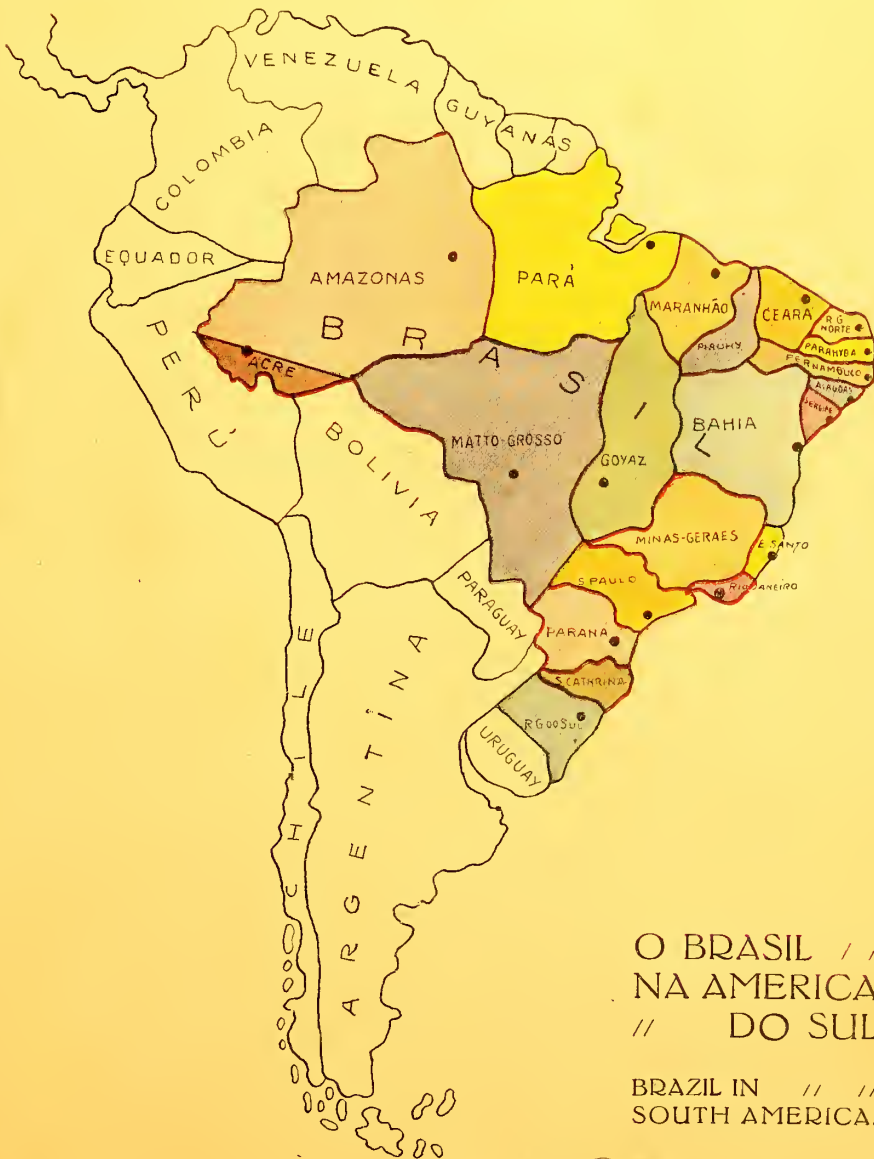 VENEZUELA
GUYANAS
COLOMBIA
EQUADOR
AMAZONAS
PARÁ
MARANHÃO
CEARÁ
R G
NORTE
PARAHYBA
PERNAMBUCO
PIAUHY
SERGIPE
PERÚ
ACRE
BRASIL
BOLIVIA
MATTO-GROSSO
GOYAZ
BAHIA
MINAS-GERAES
E. SANTO
RIO JANEIRO
S PAULO
PARAGUAY
PARANÁ
S. CATHRINA
R G DO SUL
URUGUAY
CHILE
ARGENTINA
O BRASIL / /
NA AMERICA
// DO SUL
BRAZIL IN // //
SOUTH AMERICA.